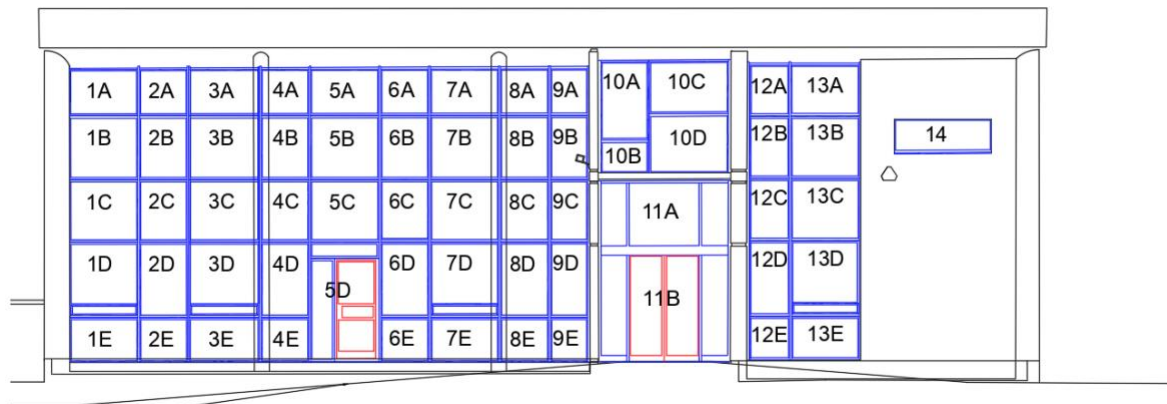 1A 2A 3A 4A 5A 6A 7A 8A 9A 10A 10C 12A 13A
1B 2B 3B 4B 5B 6B 7B 8B 9B 10B 10D 12B 13B 14
1C 2C 3C 4C 5C 6C 7C 8C 9C 11A 12C 13C
1D 2D 3D 4D 5D 6D 7D 8D 9D 11B 12D 13D
1E 2E 3E 4E 6E 7E 8E 9E 12E 13E